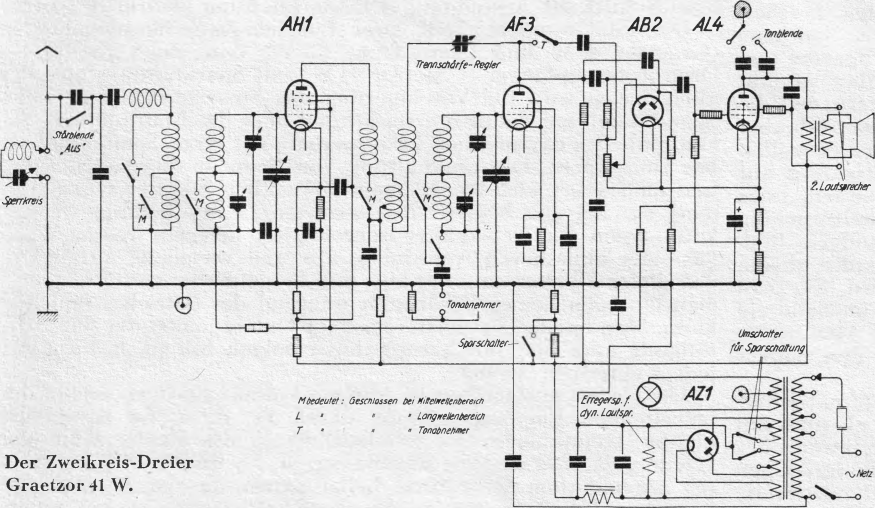 AH1
AF3
AB2
AL4
Tonblende
T
Trennschärfe-Regler
Störblende
„Aus"
Sperrkreis
T
T
M
M
M
M
2. Lautsprecher
Tonabnehmer
Sparschalter
Umschalter
für Sparschaltung
M bedeutet : Geschlossen bei Mittelwellenbereich
L " " " Langwellenbereich
T " " " Tonabnehmer
Erregersp. f.
dyn. Lautspr.
AZ1
~ Netz
Der Zweikreis-Dreier
Graetzor 41 W.